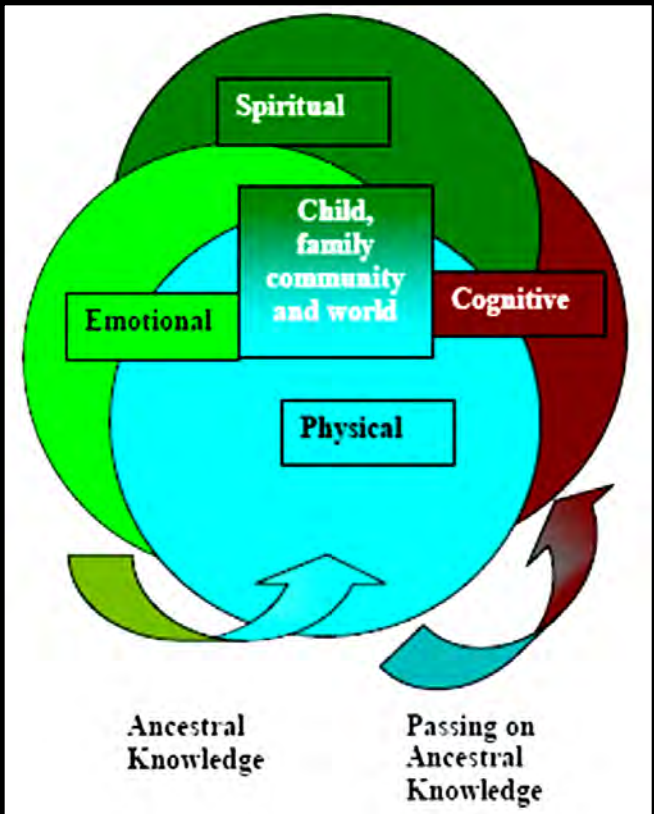 Spiritual
Child,
family
community
and world
Emotional
Cognitive
Physical
Ancestral
Knowledge
Passing on
Ancestral
Knowledge